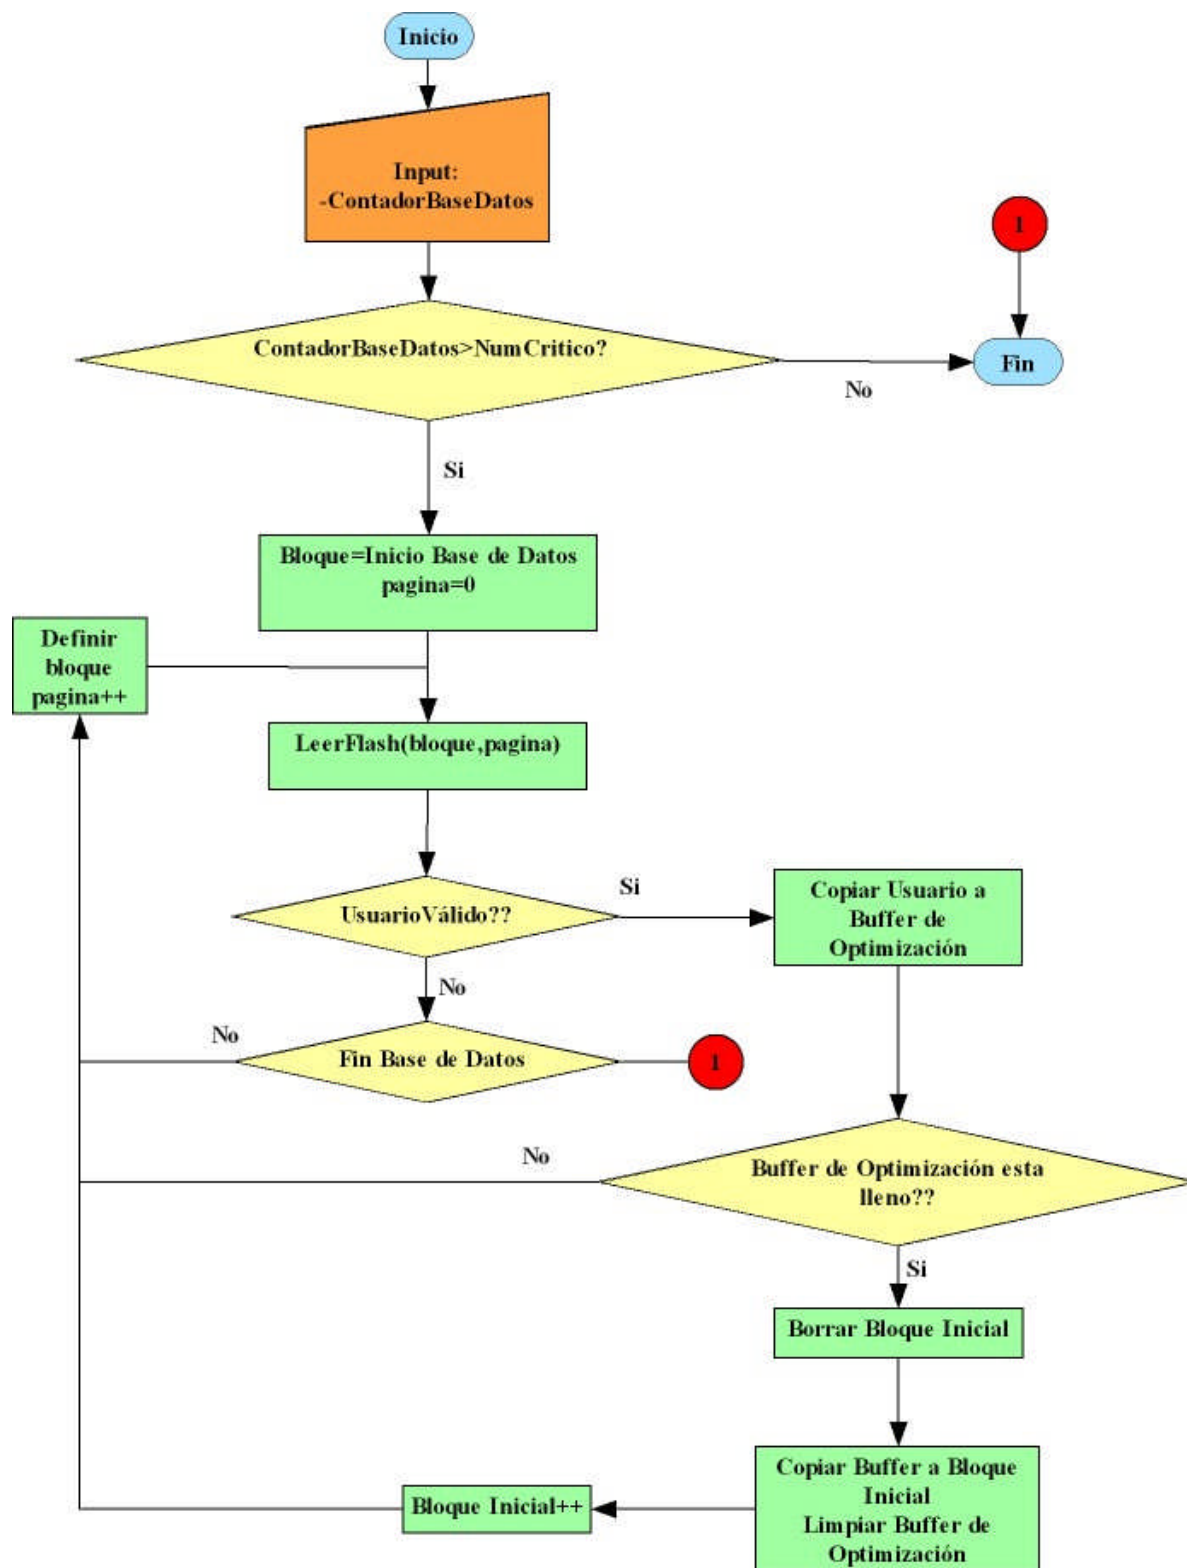 Inicio
Input:
-ContadorBaseDatos
1
ContadorBaseDatos>NumCritico?
Fin
No
Si
Bloque=Inicio Base de Datos
pagina=0
Definir
bloque
pagina++
LeerFlash(bloque,pagina)
Si
Copiar Usuario a
Buffer de
Optimización
UsuarioVálido??
No
No
Fin Base de Datos
1
No
Buffer de Optimización esta
lleno??
Si
Borrar Bloque Inicial
Copiar Buffer a Bloque
Inicial
Limpiar Buffer de
Optimización
Bloque Inicial++